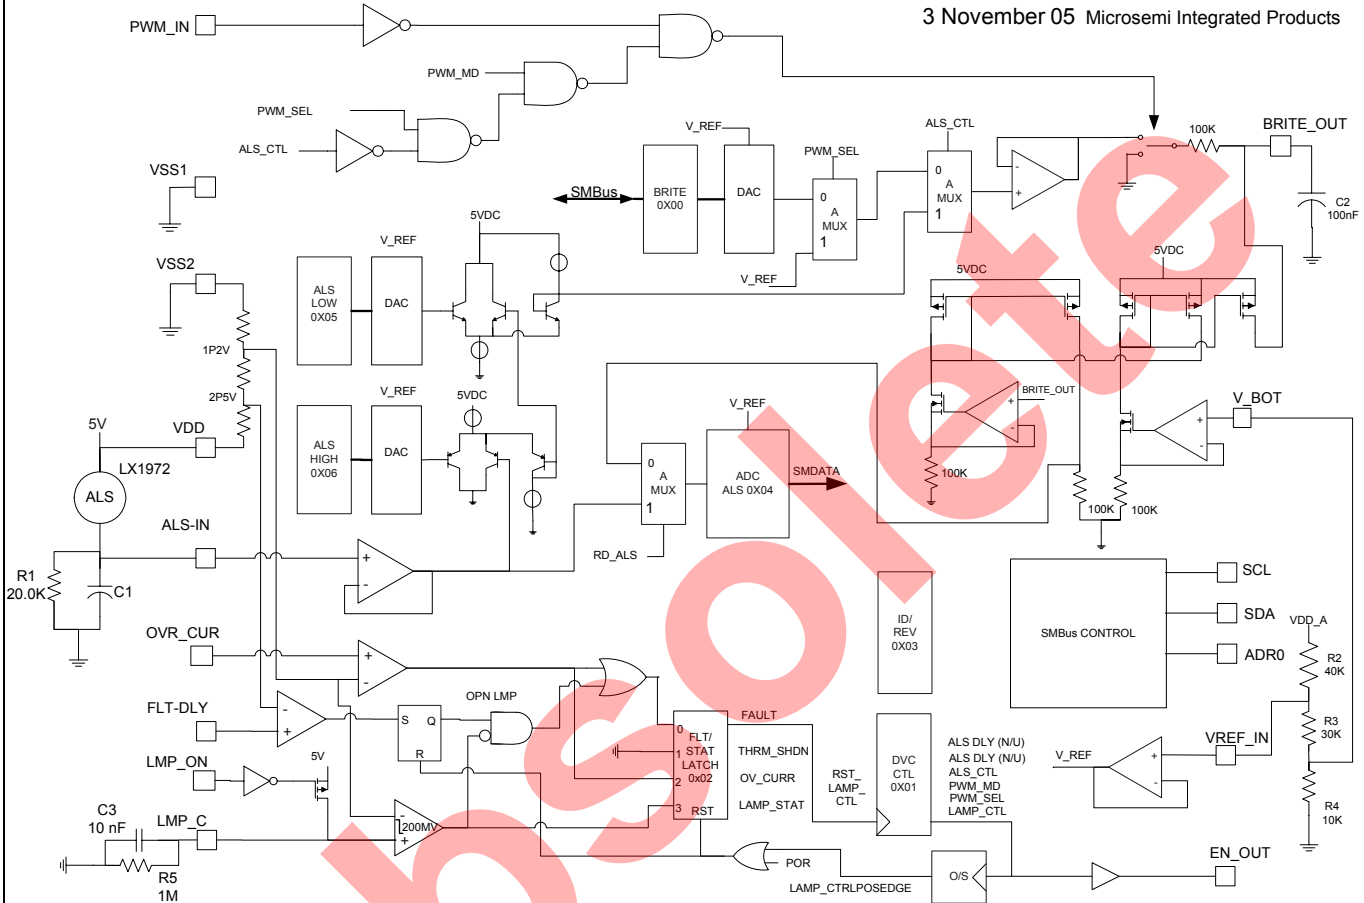 3 November 05 Microsemi Integrated Products
PWM_IN
PWM_MD
PWM_SEL
ALS_CTL
VSS1
VSS2
SMBus
BRITE
0X00
V_REF
DAC
PWM_SEL
0
A
MUX
1
V_REF
ALS_CTL
0
A
MUX
1
100K
BRITE_OUT
C2
100nF
1P2V
2P5V
5V
VDD
LX1972
ALS
ALS-IN
R1
20.0K
C1
ALS
LOW
0X05
V_REF
DAC
5VDC
ALS
HIGH
0X06
V_REF
DAC
5VDC
0
A
MUX
1
RD_ALS
V_REF
ADC
ALS 0X04
SMDATA
5VDC
5VDC
BRITE_OUT
+
-
100K
100K
100K
+
-
V_BOT
ID/
REV
0X03
SMBus CONTROL
SCL
SDA
ADR0
VDD_A
R2
40K
R3
30K
R4
10K
VREF_IN
V_REF
OVR_CUR
FLT-DLY
LMP_ON
5V
C3
10 nF
LMP_C
R5
1M
200MV
S
Q
R
OPN LMP
0
1
2
3
FLT/
STAT
LATCH
0x02
RST
FAULT
THRM_SHDN
OV_CURR
LAMP_STAT
RST_
LAMP_
CTL
DVC
CTL
0X01
ALS DLY (N/U)
ALS DLY (N/U)
ALS_CTL
PWM_MD
PWM_SEL
LAMP_CTL
POR
LAMP_CTRLPOSEDGE
O/S
EN_OUT
obsolete